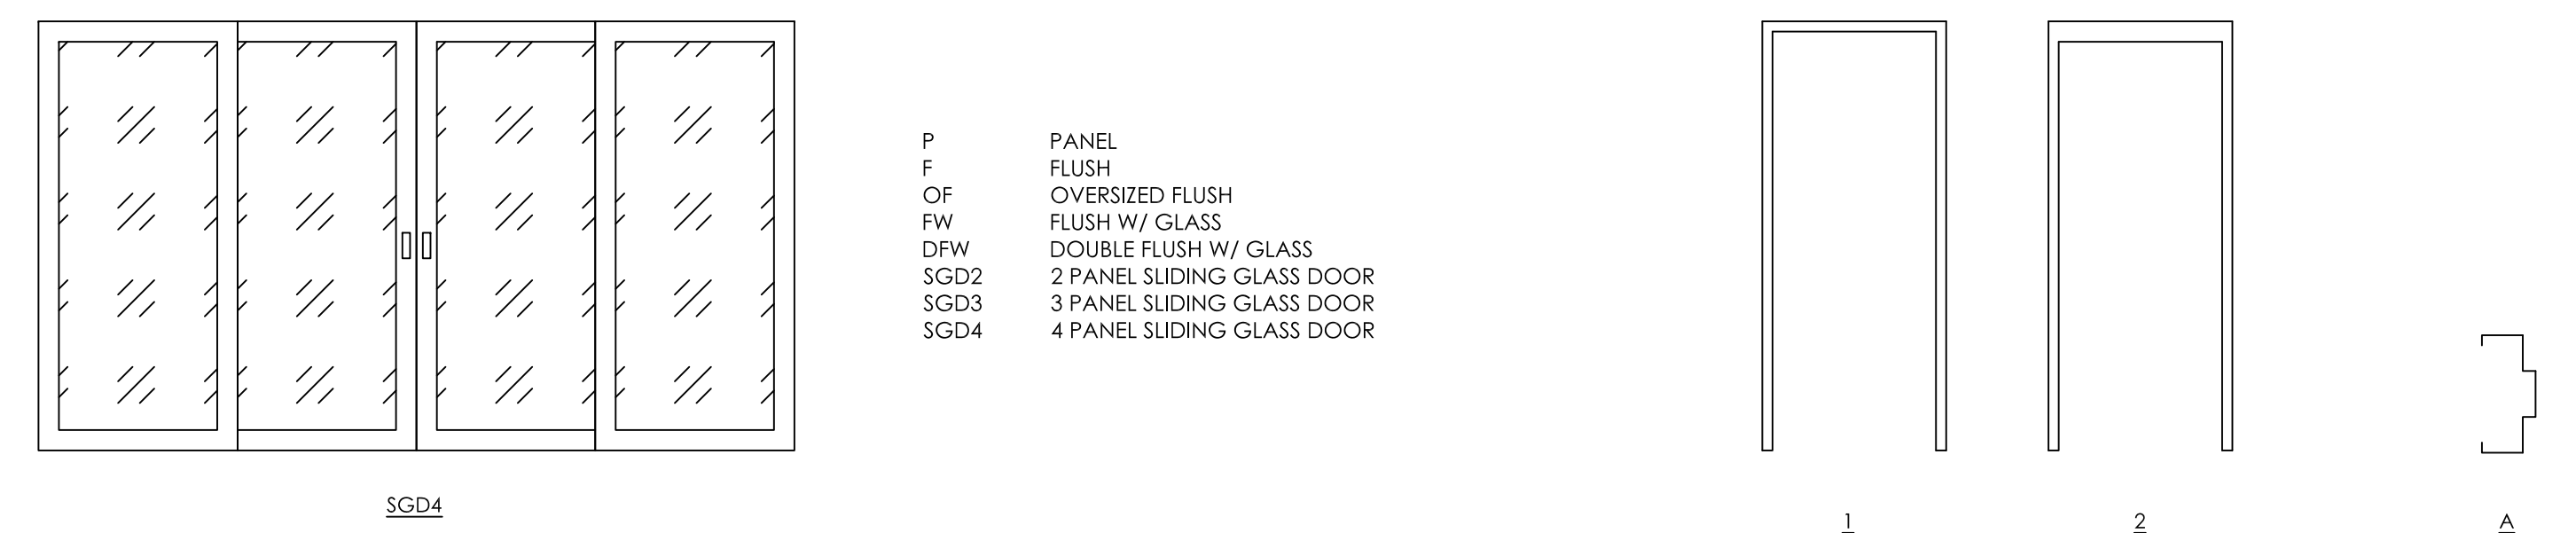 P PANEL
F FLUSH
OF OVERSIZED FLUSH
FW FLUSH W/ GLASS
DFW DOUBLE FLUSH W/ GLASS
SGD2 2 PANEL SLIDING GLASS DOOR
SGD3 3 PANEL SLIDING GLASS DOOR
SGD4 4 PANEL SLIDING GLASS DOOR
SGD4
1
2
A